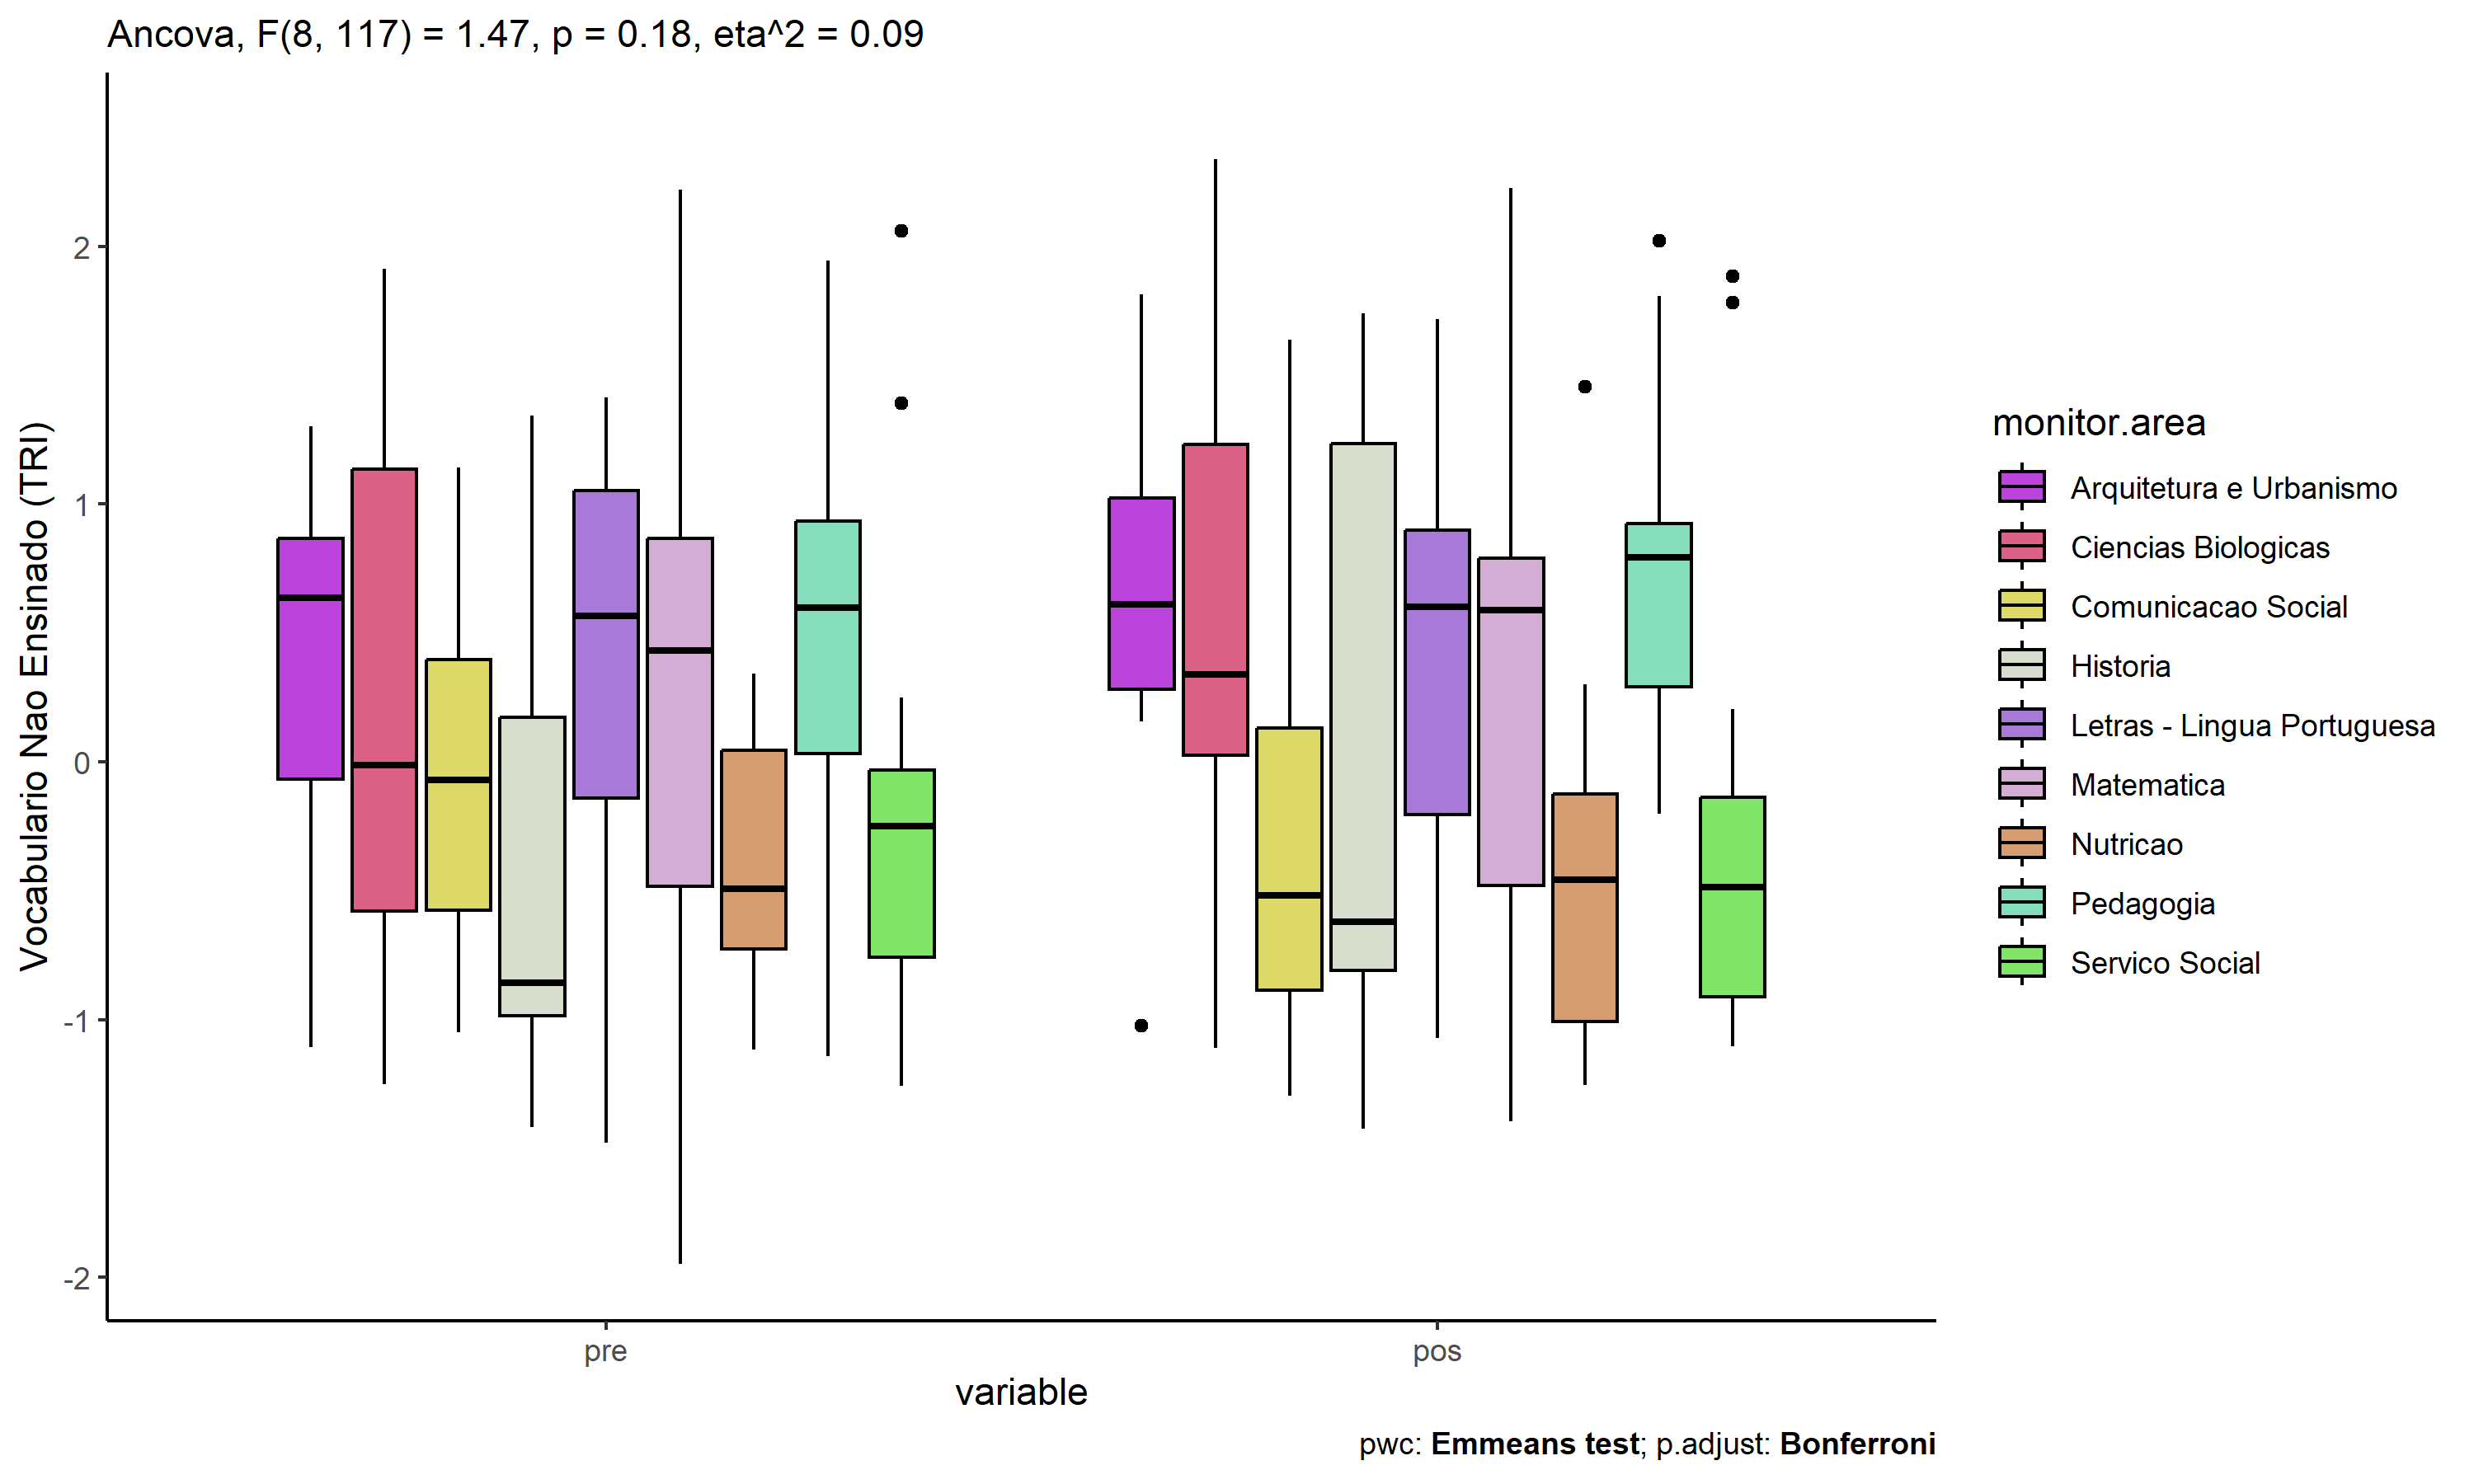 Ancova, F(8, 117) = 1.47, p = 0.18, eta^2 = 0.09
Vocabulario Nao Ensinado (TRI)
2
1
0
-1
-2
pre
pos
variable
monitor.area
Arquitetura e Urbanismo
Ciencias Biologicas
Comunicacao Social
Historia
Letras - Lingua Portuguesa
Matematica
Nutricao
Pedagogia
Servico Social
pwc: Emmeans test; p.adjust: Bonferroni